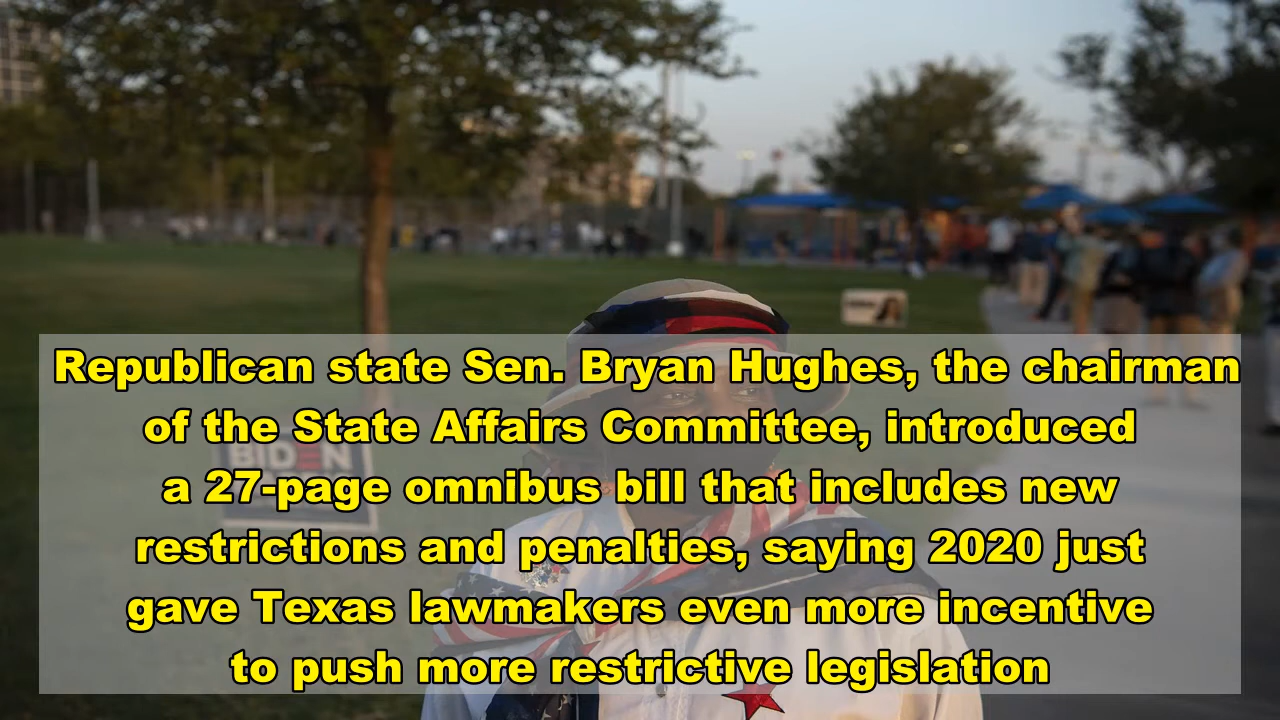 Republican state Sen. Bryan Hughes, the chairman
of the State Affairs Committee, introduced
a 27-page omnibus bill that includes new
restrictions and penalties, saying 2020 just
gave Texas lawmakers even more incentive
to push more restrictive legislation
BIDEN